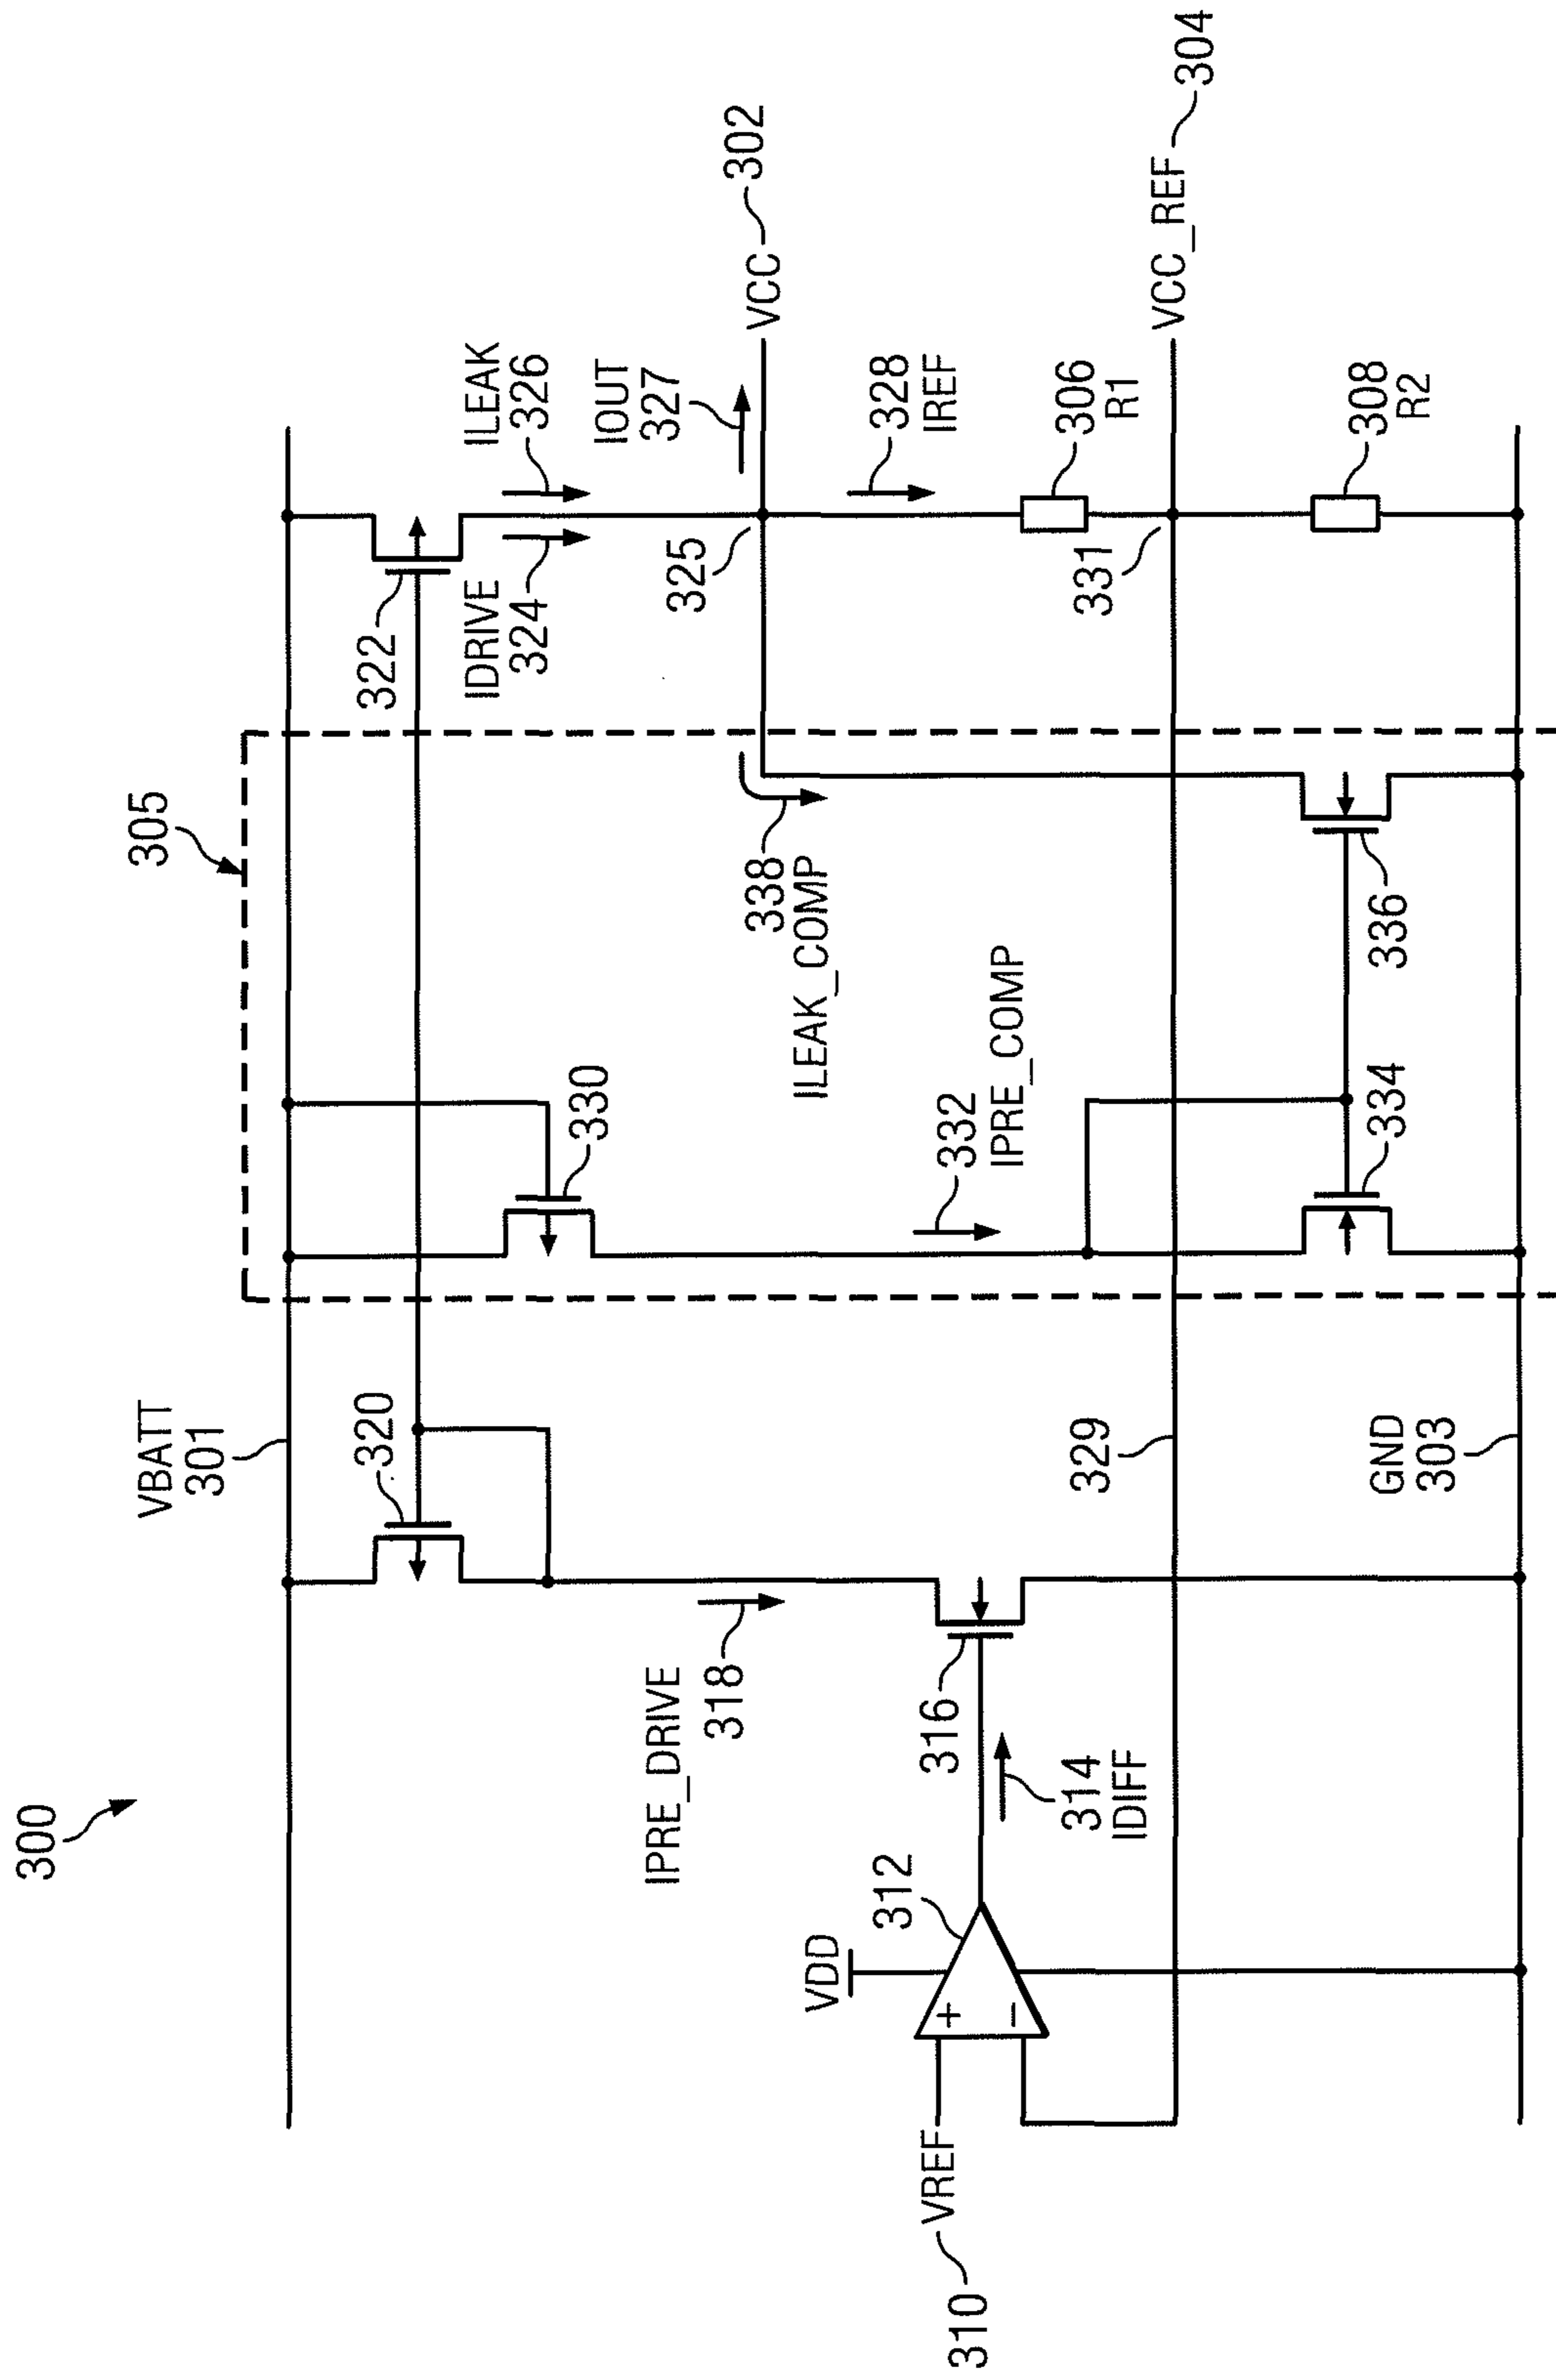 300
VBATT
301
305
320
322
IDRIVE
324
ILEAK
326
IOUT
327
VCC 302
330
325
338
ILEAK_COMP
328
IREF
IPRE_DRIVE
318
332
IPRE_COMP
306
R1
331
VCC_REF 304
VDD
312
316
314
IDIFF
+
−
310 VREF
329
GND
303
334
336
308
R2